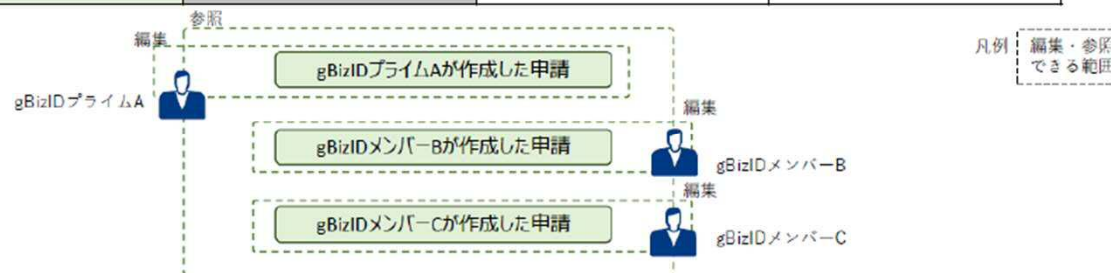 参照
編集
gBizIDプライムAが作成した申請
gBizIDプライムA
編集
gBizIDメンバーBが作成した申請
gBizIDメンバーB
編集
gBizIDメンバーCが作成した申請
gBizIDメンバーC
凡例
編集・参照
できる範囲